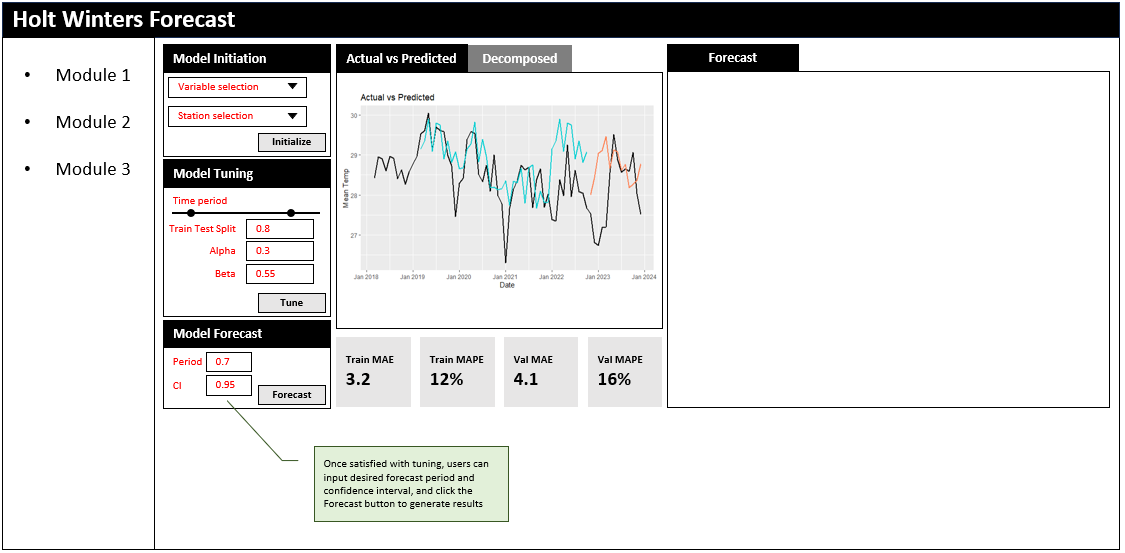 Holt Winters Forecast
• Module 1
• Module 2
• Module 3
Model Initiation
Variable selection
Station selection
Initialize
Model Tuning
Time period
Train Test Split 0.8
Alpha 0.3
Beta 0.55
Tune
Model Forecast
Period 0.7
CI 0.95
Forecast
Actual vs Predicted
Decomposed
Actual vs Predicted
Mean Temp
30
29
28
27
Jan 2018 Jan 2019 Jan 2020 Jan 2021 Jan 2022 Jan 2023 Jan 2024
Date
Train MAE
3.2
Train MAPE
12%
Val MAE
4.1
Val MAPE
16%
Forecast
Once satisfied with tuning, users can
input desired forecast period and
confidence interval, and click the
Forecast button to generate results